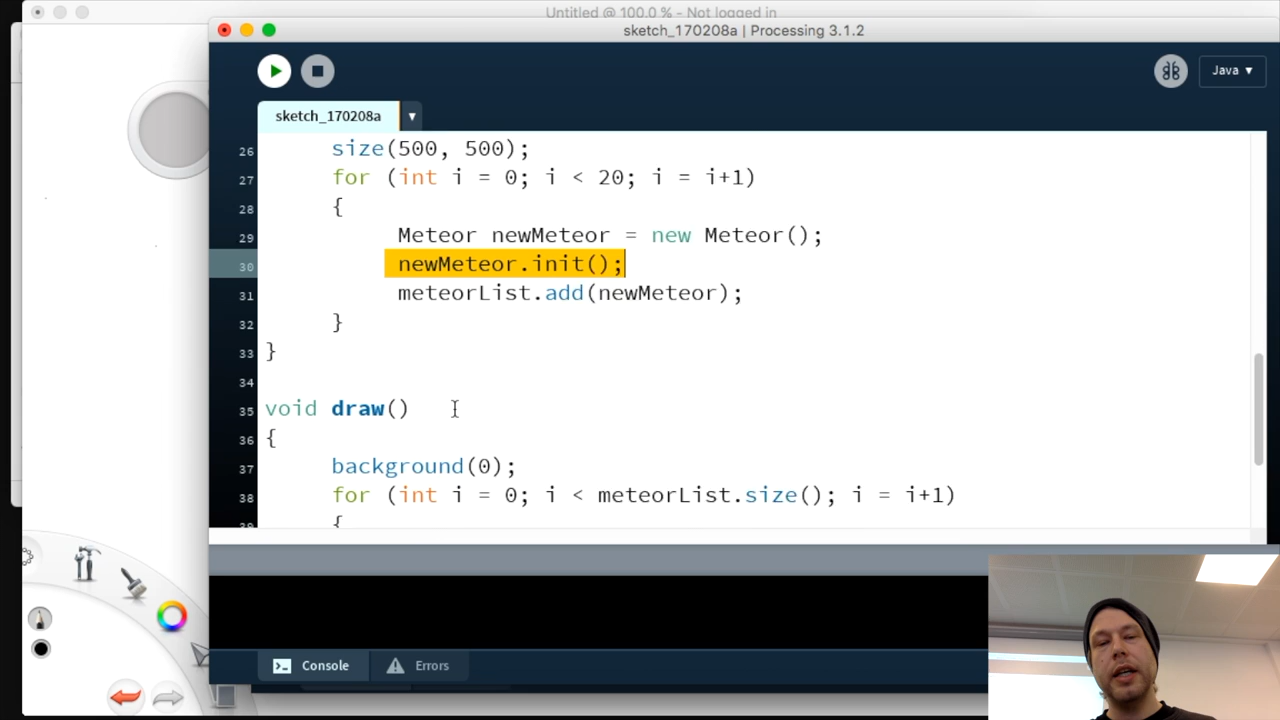 Untitled @ 100.0 % - Not logged in
sketch_170208a | Processing 3.1.2
Java ▾
sketch_170208a ▾
26 size(500, 500);
27 for (int i = 0; i < 20; i = i+1)
28 {
29 Meteor newMeteor = new Meteor();
30 newMeteor.init();
31 meteorList.add(newMeteor);
32 }
33 }
34
35 void draw()
36 {
37 background(0);
38 for (int i = 0; i < meteorList.size(); i = i+1)
39 {
Console Errors